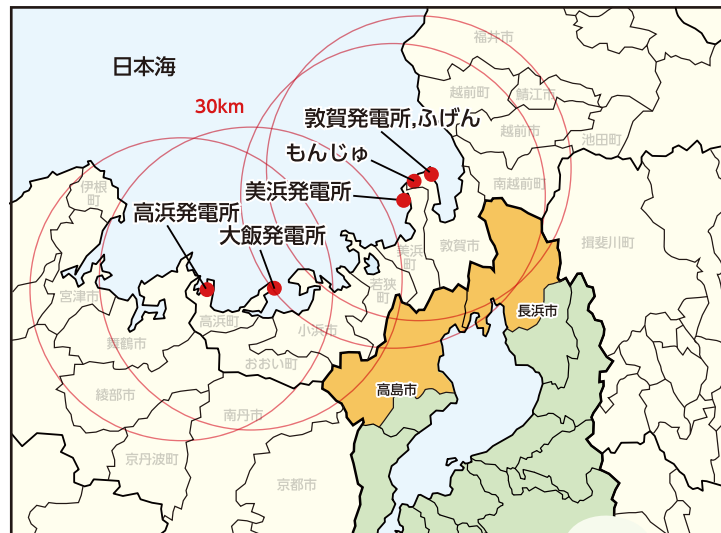 福井市
日本海
越前町
鯖江市
30km
敦賀発電所,ふげん
越前市
池田町
もんじゅ
南越前町
伊根
町
美浜発電所
高浜発電所
大飯発電所
美浜
町
敦賀市
揖斐川町
若狭
町
宮津市
高浜町
小浜市
長浜市
舞鶴市
おおい町
高島市
綾部市
南丹市
京丹波町
京都市